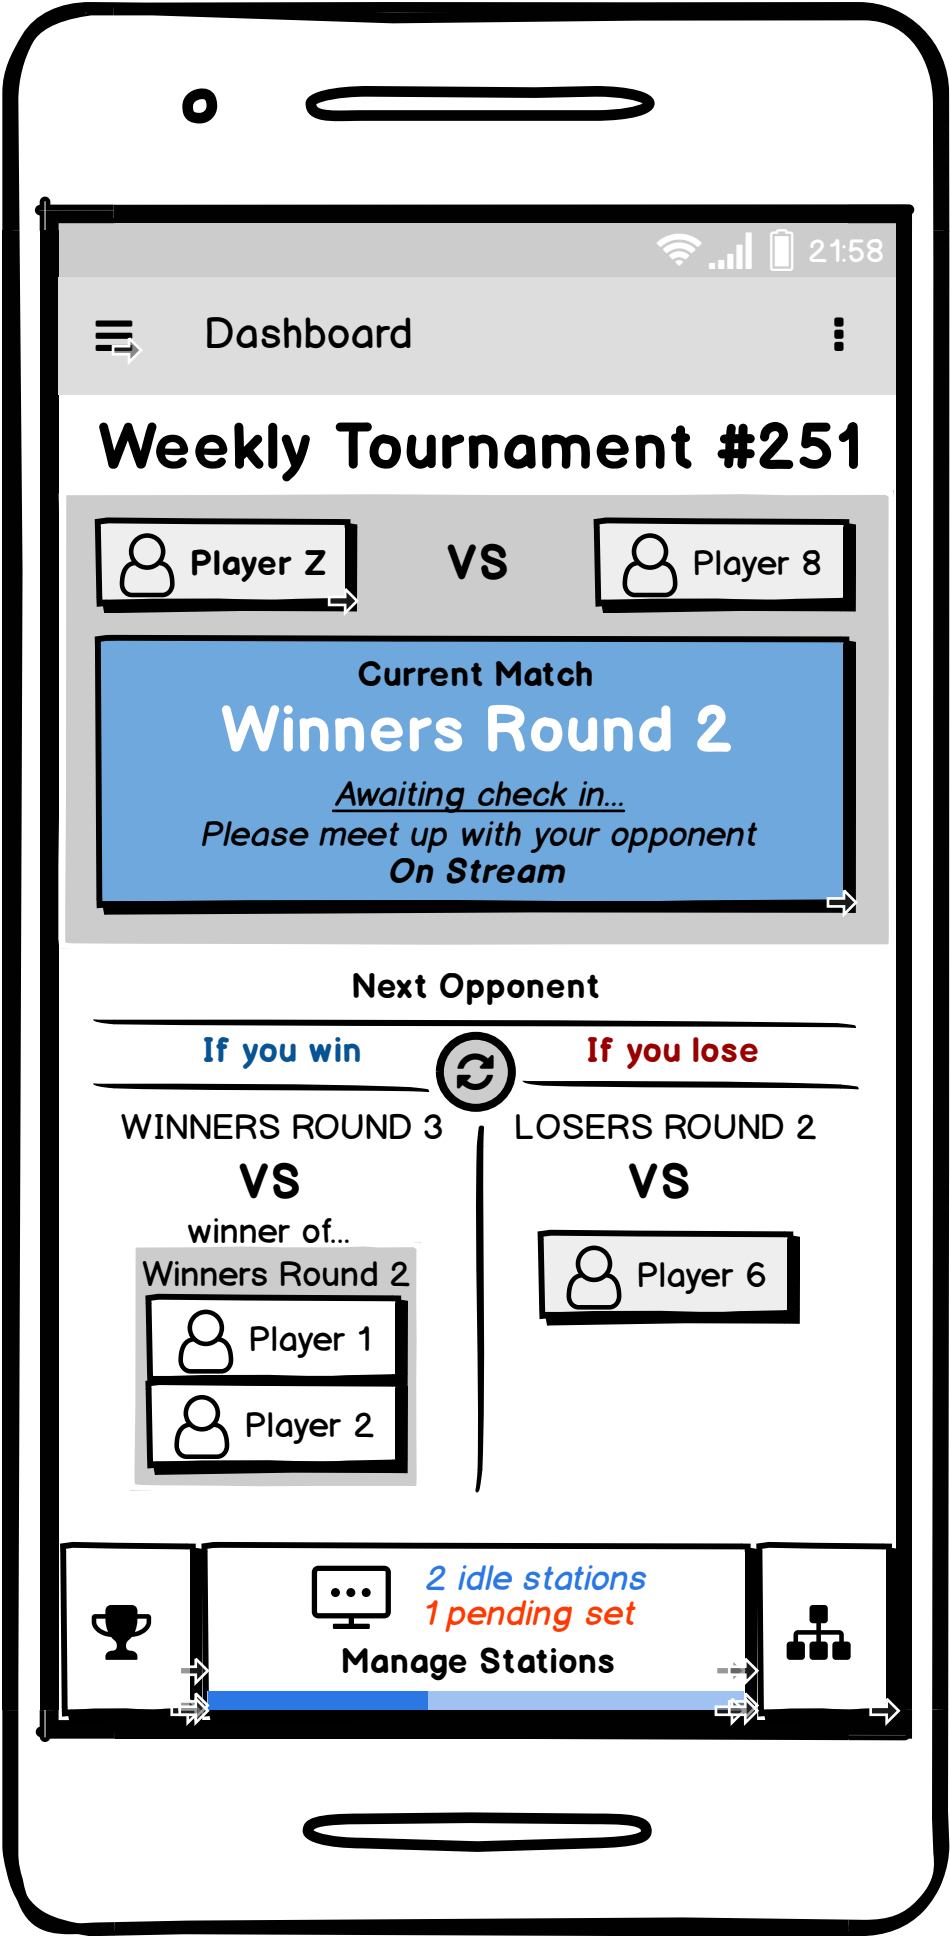 21:58
Dashboard
Weekly Tournament #251
Player Z
VS
Player 8
Current Match
Winners Round 2
Awaiting check in...
Please meet up with your opponent
On Stream
Next Opponent
If you win
If you lose
WINNERS ROUND 3
LOSERS ROUND 2
VS
VS
winner of...
Winners Round 2
Player 1
Player 2
Player 6
2 idle stations
1 pending set
Manage Stations